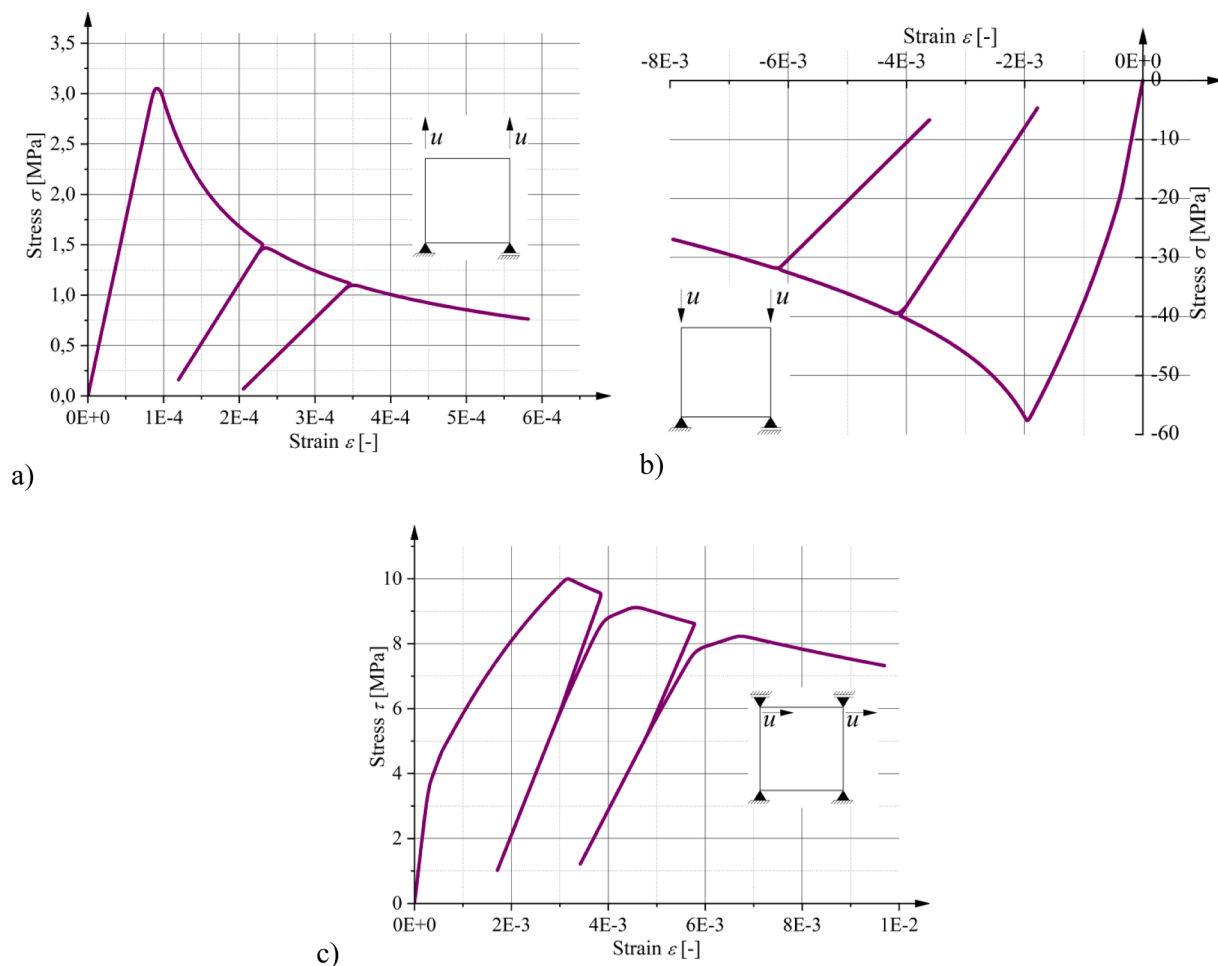 3,5
3,0
2,5
2,0
1,5
1,0
0,5
0,0
Stress σ [MPa]
u u
0E+0 1E-4 2E-4 3E-4 4E-4 5E-4 6E-4
Strain ε [-]
a)
Strain ε [-]
-8E-3 -6E-3 -4E-3 -2E-3 0E+0
0
-10
-20
-30
-40
-50
-60
Stress σ [MPa]
u u
b)
10
8
6
4
2
0
Stress τ [MPa]
u u
0E+0 2E-3 4E-3 6E-3 8E-3 1E-2
Strain ε [-]
c)